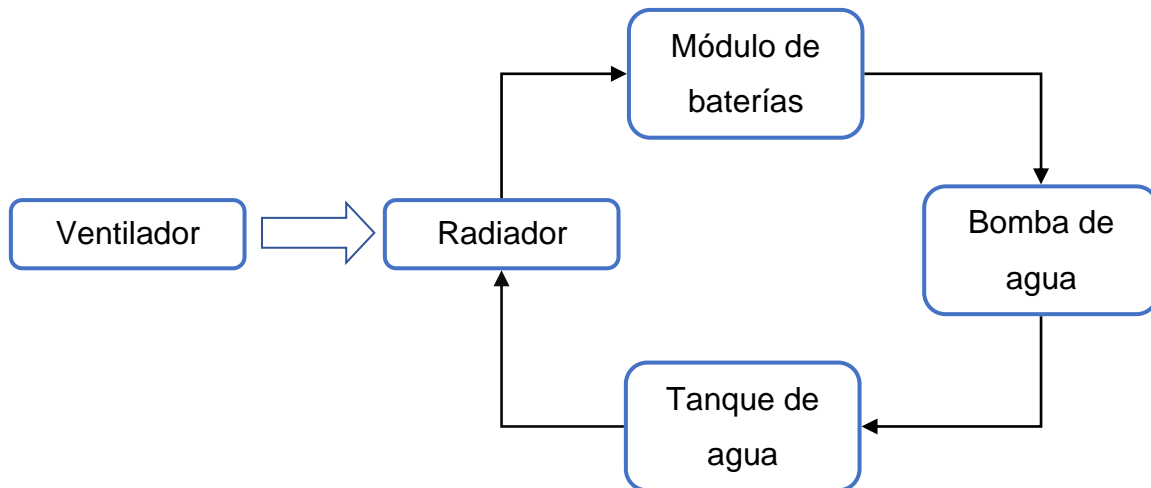 Módulo de
baterías
Ventilador
Radiador
Bomba de
agua
Tanque de
agua